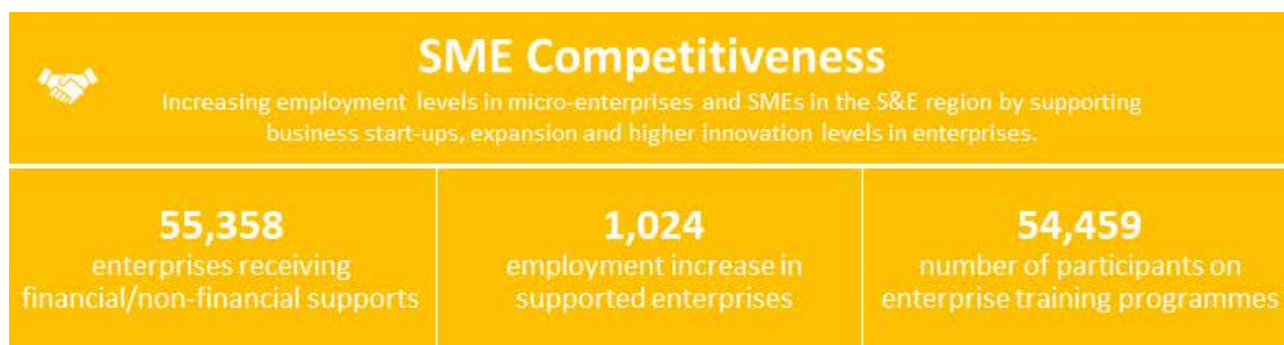 SME Competitiveness
Increasing employment levels in micro-enterprises and SMEs in the S&E region by supporting
business start-ups, expansion and higher innovation levels in enterprises.
55,358
enterprises receiving
financial/non-financial supports
1,024
employment increase in
supported enterprises
54,459
number of participants on
enterprise training programmes